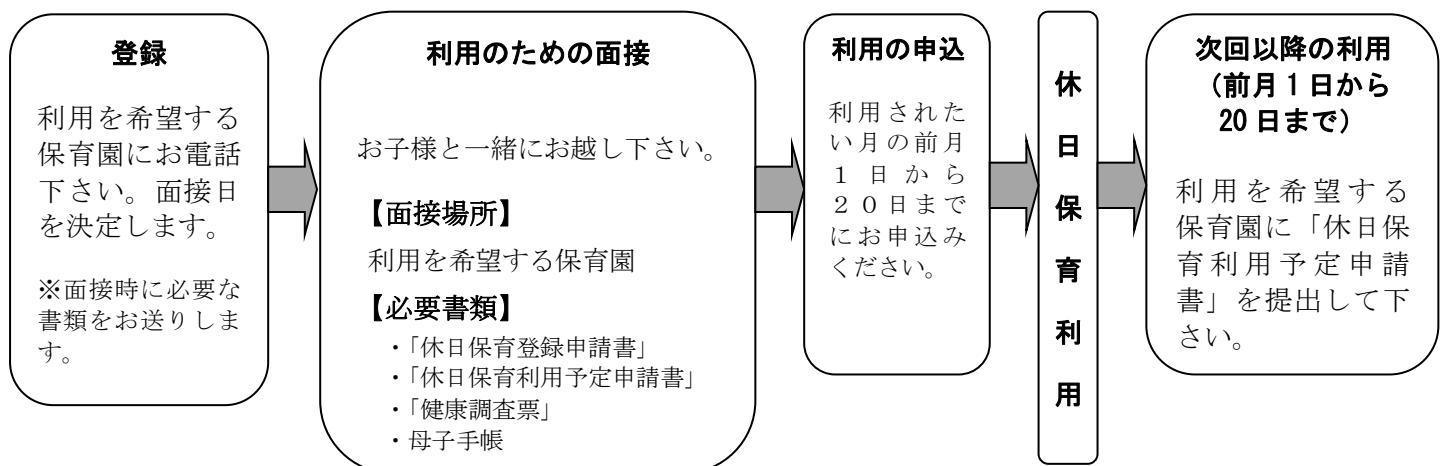 登録
利用を希望する
保育園にお電話
下さい。面接日
を決定します。
※面接時に必要な
書類をお送りしま
す。
利用のための面接
お子様と一緒にお越し下さい。
【面接場所】
利用を希望する保育園
【必要書類】
・「休日保育登録申請書」
・「休日保育利用予定申請書」
・「健康調査票」
・母子手帳
利用の申込
利用された
い月の前月
１日から
２０日まで
にお申込み
ください。
休日保育利用
次回以降の利用
（前月１日から
20 日まで）
利用を希望する
保育園に「休日保
育利用予定申請
書」を提出して下
さい。